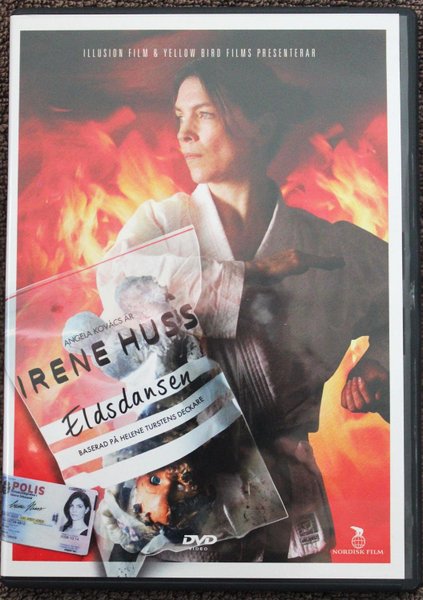 ILLUSION FILM & YELLOW BIRD FILMS PRESENTERAR
ANGELA KOVÁCS ÄR
IRENE HUSS
Eldsdansen
BASERAD PÅ HELENE TURSTENS DECKARE
POLIS
DVD
VIDEO
NORDISK FILM